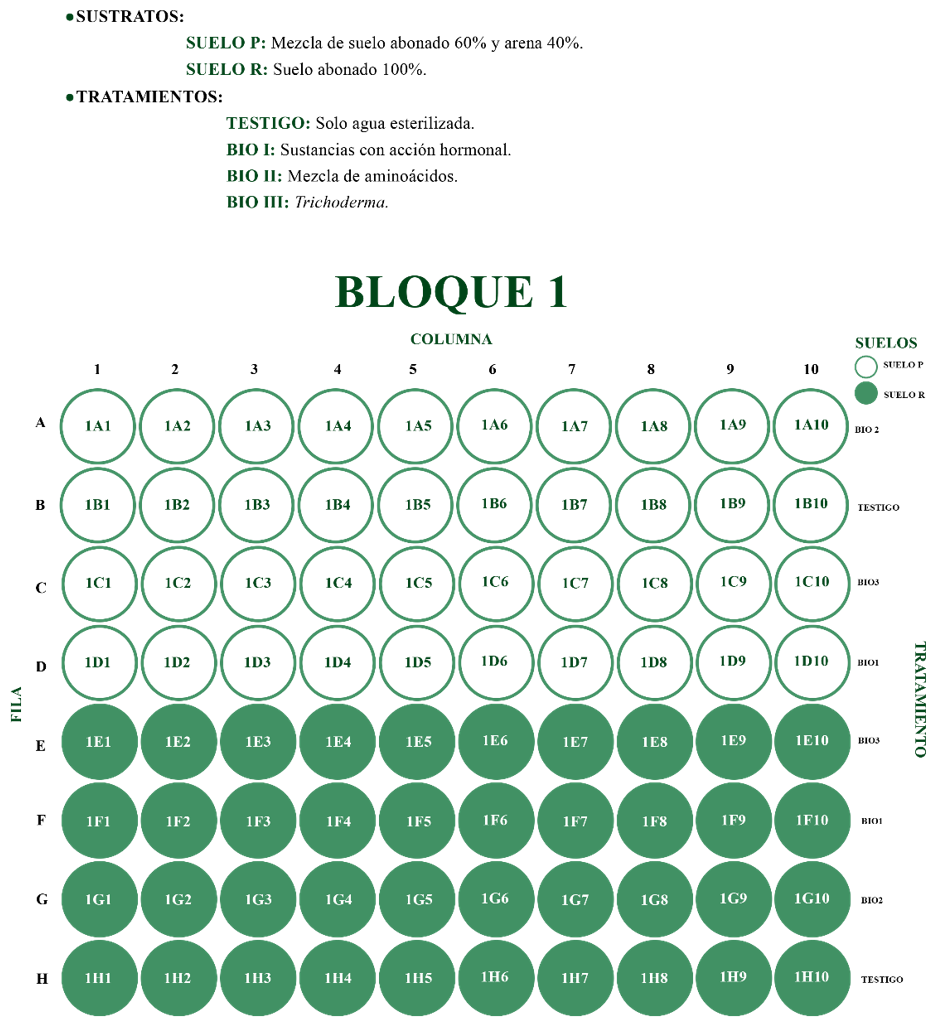 •SUSTRATOS:
SUELO P: Mezcla de suelo abonado 60% y arena 40%.
SUELO R: Suelo abonado 100%.
•TRATAMIENTOS:
TESTIGO: Solo agua esterilizada.
BIO I: Sustancias con acción hormonal.
BIO II: Mezcla de aminoácidos.
BIO III: Trichoderma.
BLOQUE 1
COLUMNA
SUELOS
SUELO P
SUELO R
1 2 3 4 5 6 7 8 9 10
A 1A1 1A2 1A3 1A4 1A5 1A6 1A7 1A8 1A9 1A10 BIO 2
B 1B1 1B2 1B3 1B4 1B5 1B6 1B7 1B8 1B9 1B10 TESTIGO
C 1C1 1C2 1C3 1C4 1C5 1C6 1C7 1C8 1C9 1C10 BIO3
D 1D1 1D2 1D3 1D4 1D5 1D6 1D7 1D8 1D9 1D10 BIO1
FILA
TRATAMIENTO
E 1E1 1E2 1E3 1E4 1E5 1E6 1E7 1E8 1E9 1E10 BIO3
F 1F1 1F2 1F3 1F4 1F5 1F6 1F7 1F8 1F9 1F10 BIO1
G 1G1 1G2 1G3 1G4 1G5 1G6 1G7 1G8 1G9 1G10 BIO2
H 1H1 1H2 1H3 1H4 1H5 1H6 1H7 1H8 1H9 1H10 TESTIGO